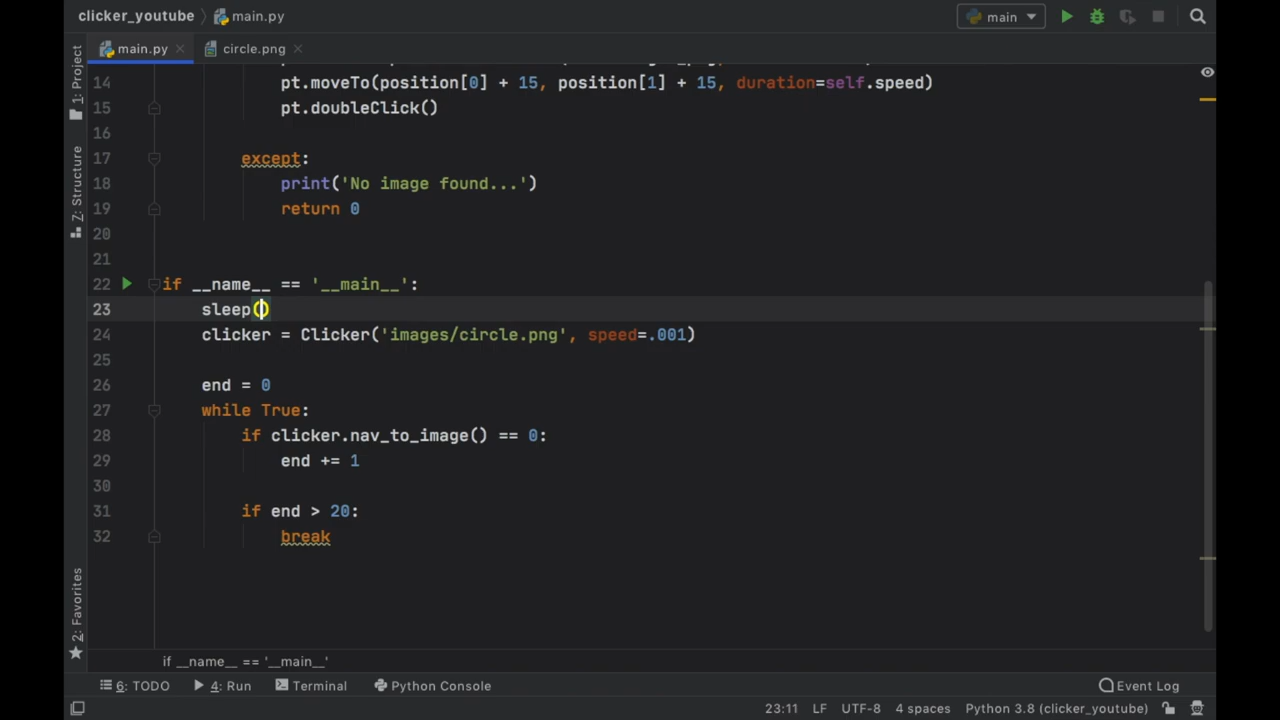 clicker_youtube main.py
main
main.py circle.png
1: Project
7: Structure
2: Favorites
14 pt.moveTo(position[0] + 15, position[1] + 15, duration=self.speed)
15 pt.doubleClick()
16
17 except:
18 print('No image found...')
19 return 0
20
21
22 if __name__ == '__main__':
23 sleep()
24 clicker = Clicker('images/circle.png', speed=.001)
25
26 end = 0
27 while True:
28 if clicker.nav_to_image() == 0:
29 end += 1
30
31 if end > 20:
32 break
if __name__ == '__main__'
6: TODO 4: Run Terminal Python Console Event Log
23:11 LF UTF-8 4 spaces Python 3.8 (clicker_youtube)